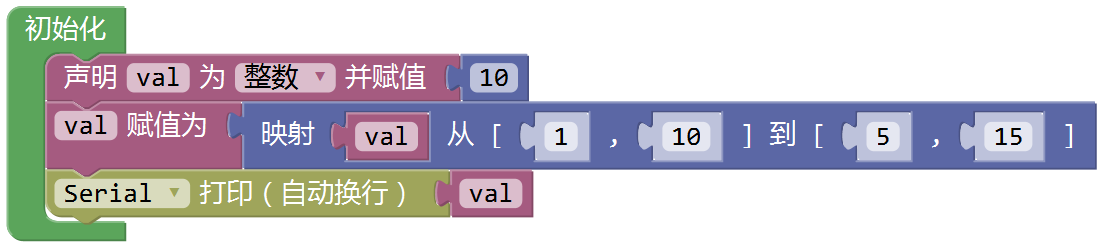 初始化
声明 val 为 整数 并赋值 10
val 赋值为 映射 val 从 [ 1 , 10 ] 到 [ 5 , 15 ]
Serial 打印（自动换行） val